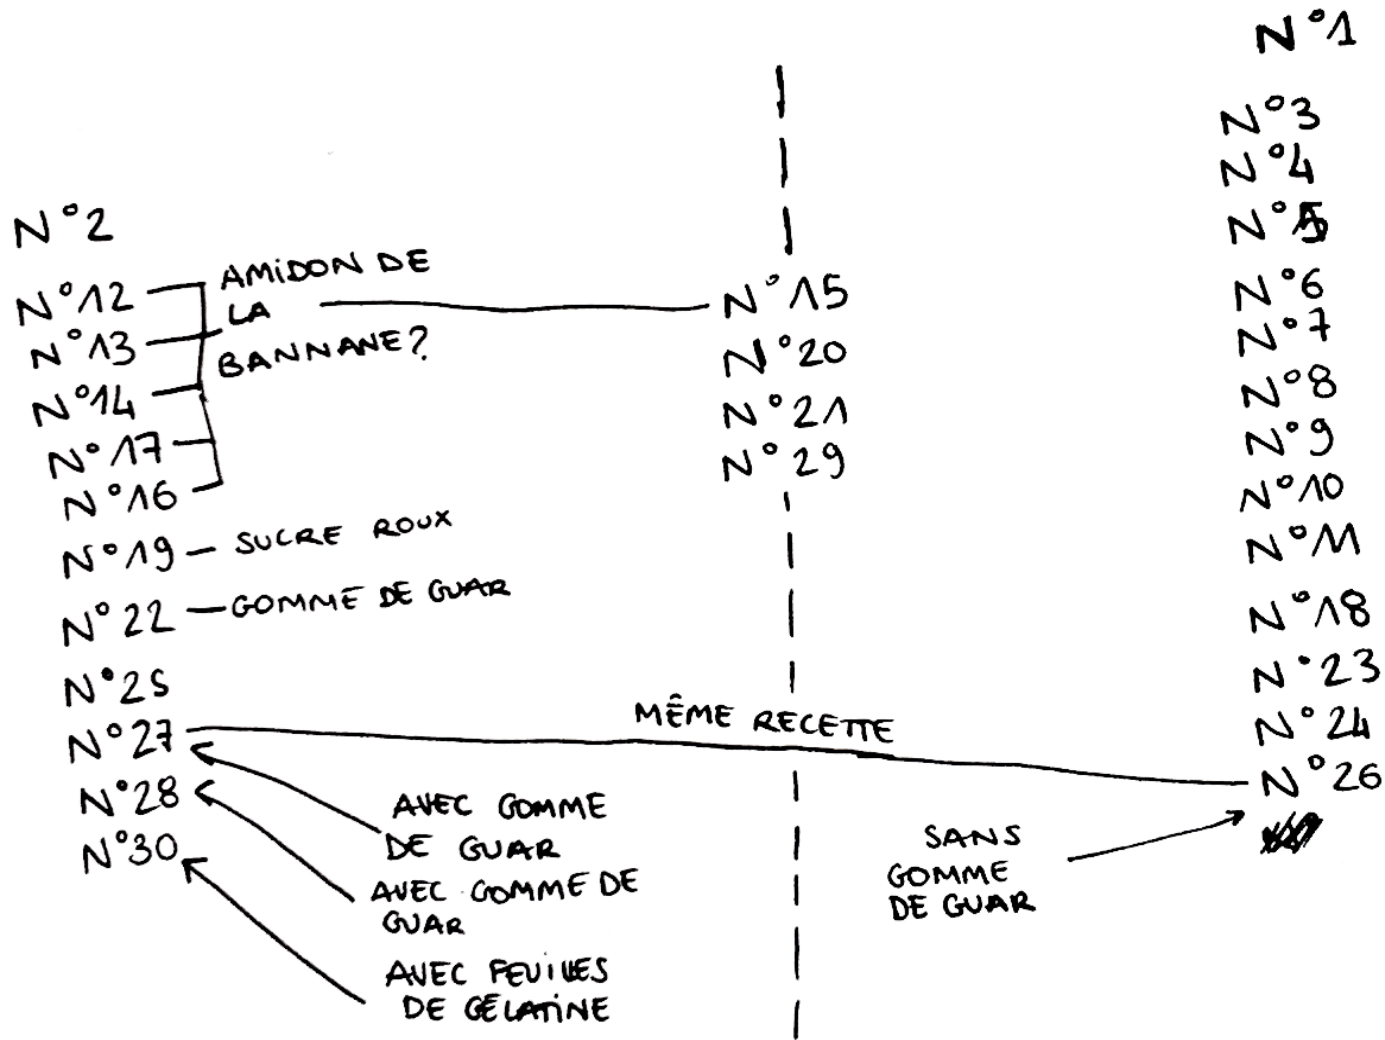 N°2
N°12
N°13
N°14
N°17
N°16
N°19 — SUCRE ROUX
N°22 — GOMME DE GUAR
N°25
N°27
N°28
N°30
AMIDON DE
LA
BANNANE?
AVEC GOMME
DE GUAR
AVEC GOMME DE
GUAR
AVEC FEUILLES
DE GÉLATINE
N°15
N°20
N°21
N°29
MÊME RECETTE
N°1
N°3
N°4
N°5
N°6
N°7
N°8
N°9
N°10
N°11
N°18
N°23
N°24
N°26
SANS
GOMME
DE GUAR